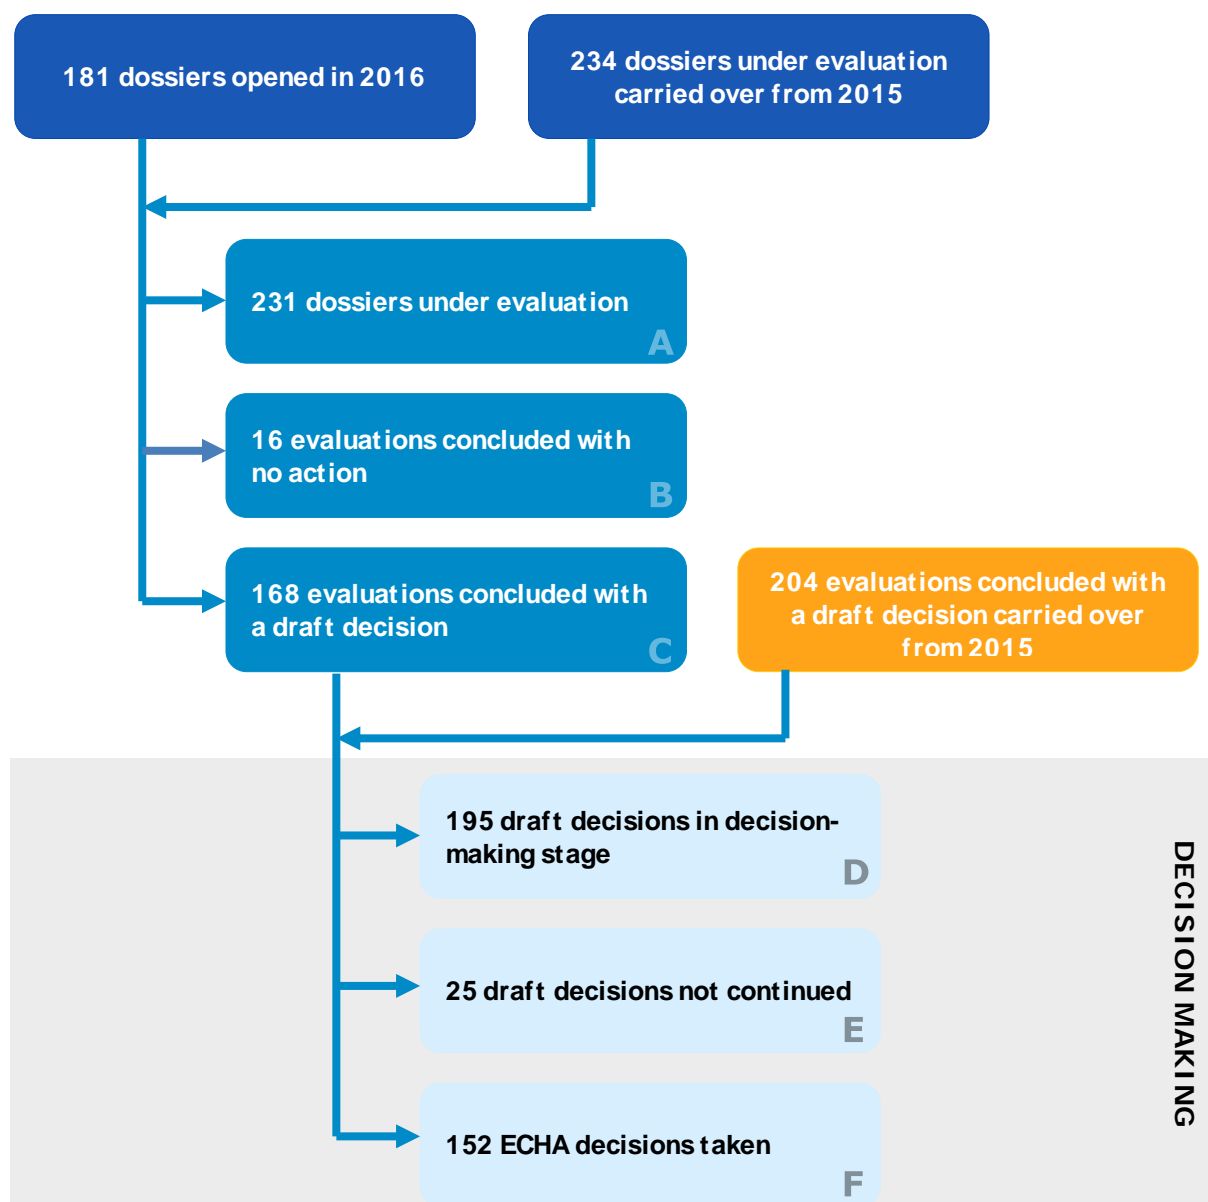 181 dossiers opened in 2016
234 dossiers under evaluation
carried over from 2015
231 dossiers under evaluation
A
16 evaluations concluded with
no action
B
168 evaluations concluded with
a draft decision
C
204 evaluations concluded with
a draft decision carried over
from 2015
195 draft decisions in decision-
making stage
D
25 draft decisions not continued
E
152 ECHA decisions taken
F
DECISION MAKING